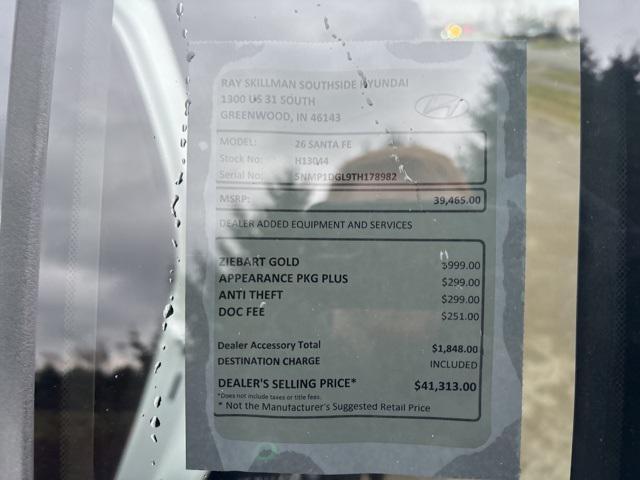 RAY SKILLMAN SOUTHSIDE HYUNDAI
1300 US 31 SOUTH
GREENWOOD, IN 46143
MODEL: 26 SANTA FE
Stock No: H13044
Serial No: 5NMP1DGL9TH178982
MSRP: 39,465.00
DEALER ADDED EQUIPMENT AND SERVICES
ZIEBART GOLD $999.00
APPEARANCE PKG PLUS $299.00
ANTI THEFT $299.00
DOC FEE $251.00
Dealer Accessory Total $1,848.00
DESTINATION CHARGE INCLUDED
DEALER'S SELLING PRICE* $41,313.00
*Does not include taxes or title fees.
* Not the Manufacturer's Suggested Retail Price